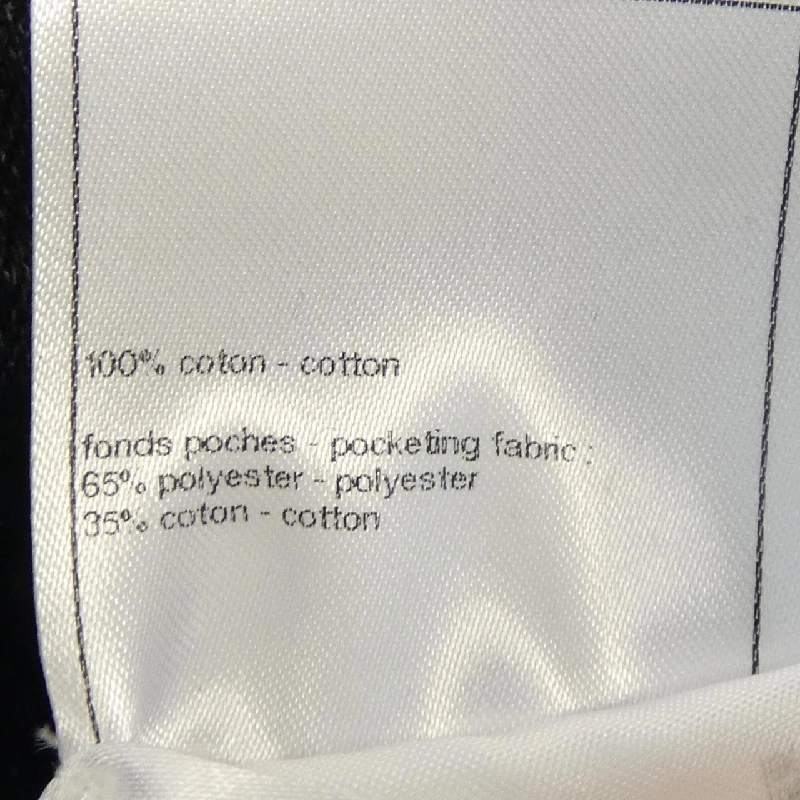 100% coton - cotton
fonds poches - pocketing fabric :
65% polyester - polyester
35% coton - cotton